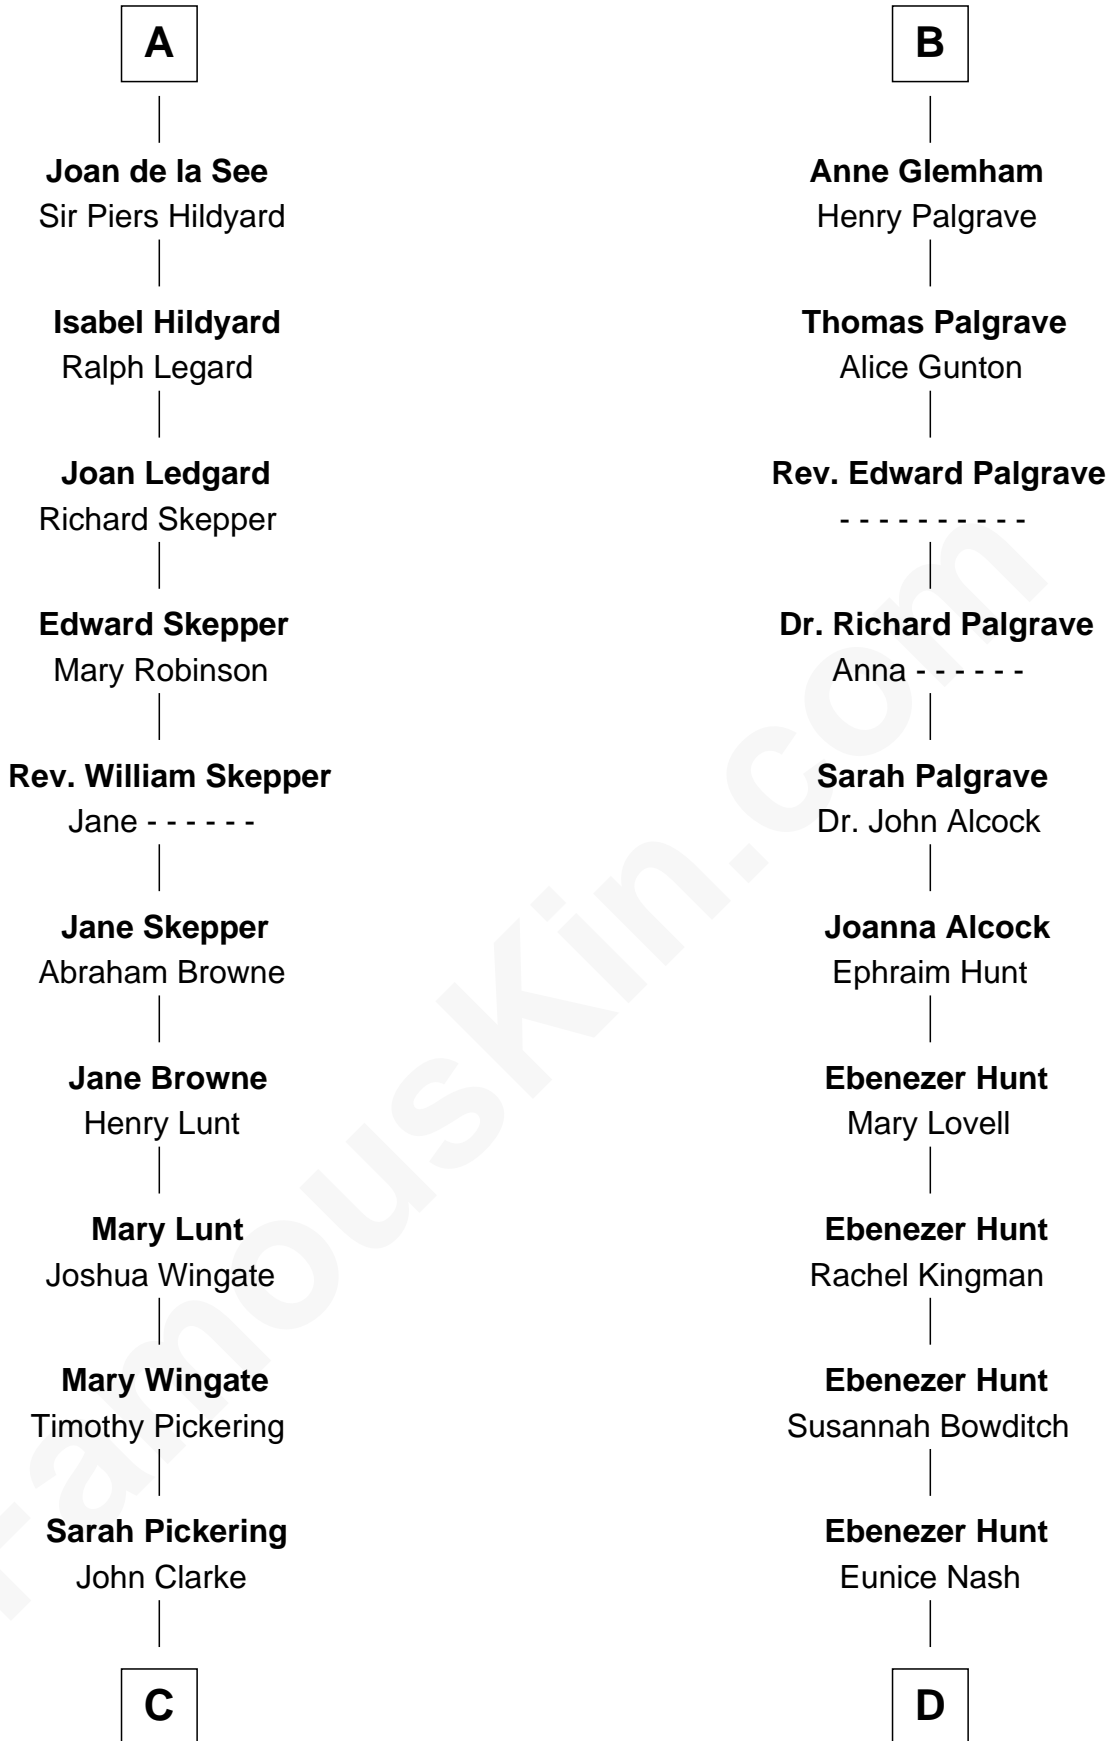 A
Joan de la See
Sir Piers Hildyard
Isabel Hildyard
Ralph Legard
Joan Ledgard
Richard Skepper
Edward Skepper
Mary Robinson
Rev. William Skepper
Jane - - - - - -
Jane Skepper
Abraham Browne
Jane Browne
Henry Lunt
Mary Lunt
Joshua Wingate
Mary Wingate
Timothy Pickering
Sarah Pickering
John Clarke
C
B
Anne Glemham
Henry Palgrave
Thomas Palgrave
Alice Gunton
Rev. Edward Palgrave
- - - - - - - - - -
Dr. Richard Palgrave
Anna - - - - - -
Sarah Palgrave
Dr. John Alcock
Joanna Alcock
Ephraim Hunt
Ebenezer Hunt
Mary Lovell
Ebenezer Hunt
Rachel Kingman
Ebenezer Hunt
Susannah Bowditch
Ebenezer Hunt
Eunice Nash
D
FamousKin.com